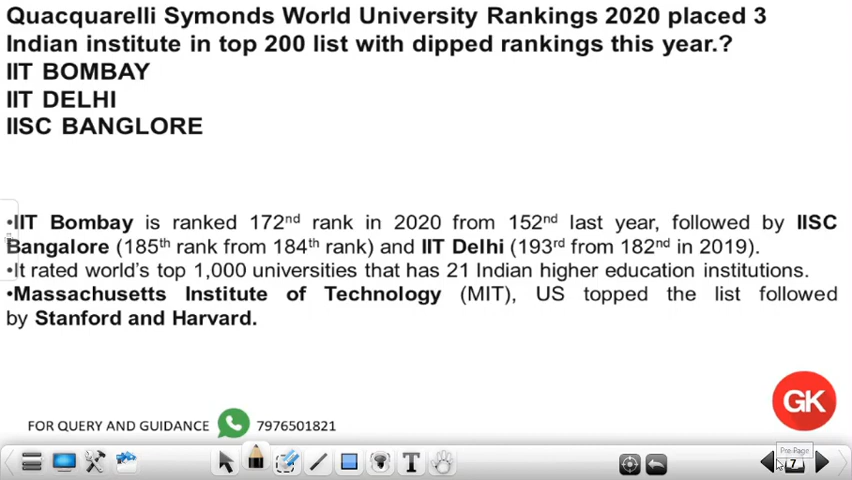 Quacquarelli Symonds World University Rankings 2020 placed 3
Indian institute in top 200 list with dipped rankings this year.?
IIT BOMBAY
IIT DELHI
IISC BANGLORE
•IIT Bombay is ranked 172nd rank in 2020 from 152nd last year, followed by IISC
Bangalore (185th rank from 184th rank) and IIT Delhi (193rd from 182nd in 2019).
•It rated world's top 1,000 universities that has 21 Indian higher education institutions.
•Massachusetts Institute of Technology (MIT), US topped the list followed
by Stanford and Harvard.
GK
FOR QUERY AND GUIDANCE 7976501821
Pre Page
T
7